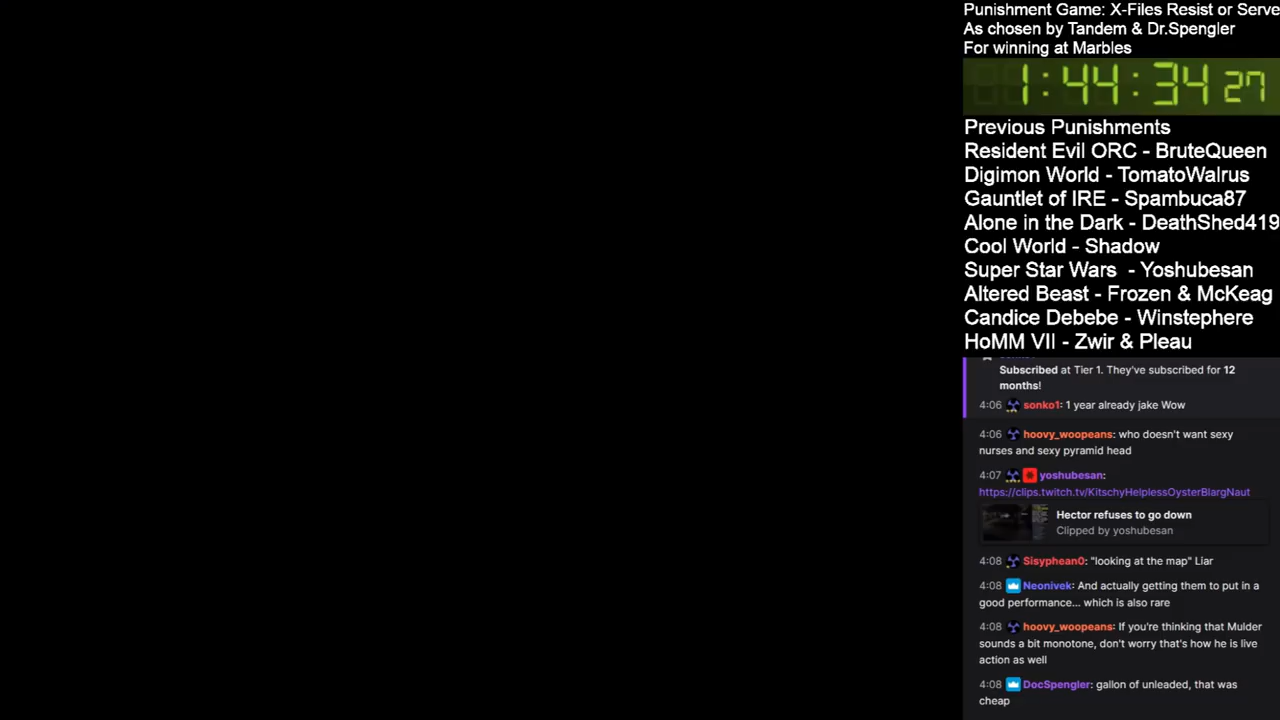 Punishment Game: X-Files Resist or Serve
As chosen by Tandem & Dr.Spengler
For winning at Marbles
1:44:34 27
Previous Punishments
Resident Evil ORC - BruteQueen
Digimon World - TomatoWalrus
Gauntlet of IRE - Spambuca87
Alone in the Dark - DeathShed419
Cool World - Shadow
Super Star Wars - Yoshubesan
Altered Beast - Frozen & McKeag
Candice Debebe - Winstephere
HoMM VII - Zwir & Pleau
Subscribed at Tier 1. They've subscribed for 12
months!
4:06 sonko1: 1 year already jake Wow
4:06 hoovy_woopeans: who doesn't want sexy
nurses and sexy pyramid head
4:07 yoshubesan:
https://clips.twitch.tv/KitschyHelplessOysterBlargNaut
Hector refuses to go down
Clipped by yoshubesan
4:08 Sisyphean0: "looking at the map" Liar
4:08 Neonivek: And actually getting them to put in a
good performance... which is also rare
4:08 hoovy_woopeans: If you're thinking that Mulder
sounds a bit monotone, don't worry that's how he is live
action as well
4:08 DocSpengler: gallon of unleaded, that was
cheap